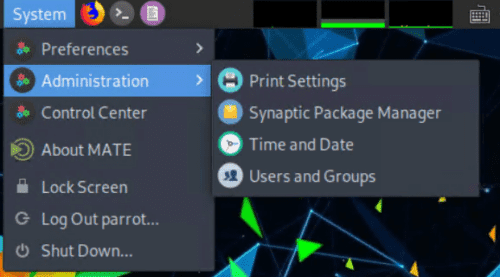 System
Preferences
Administration
Control Center
About MATE
Lock Screen
Log Out parrot...
Shut Down...
Print Settings
Synaptic Package Manager
Time and Date
Users and Groups